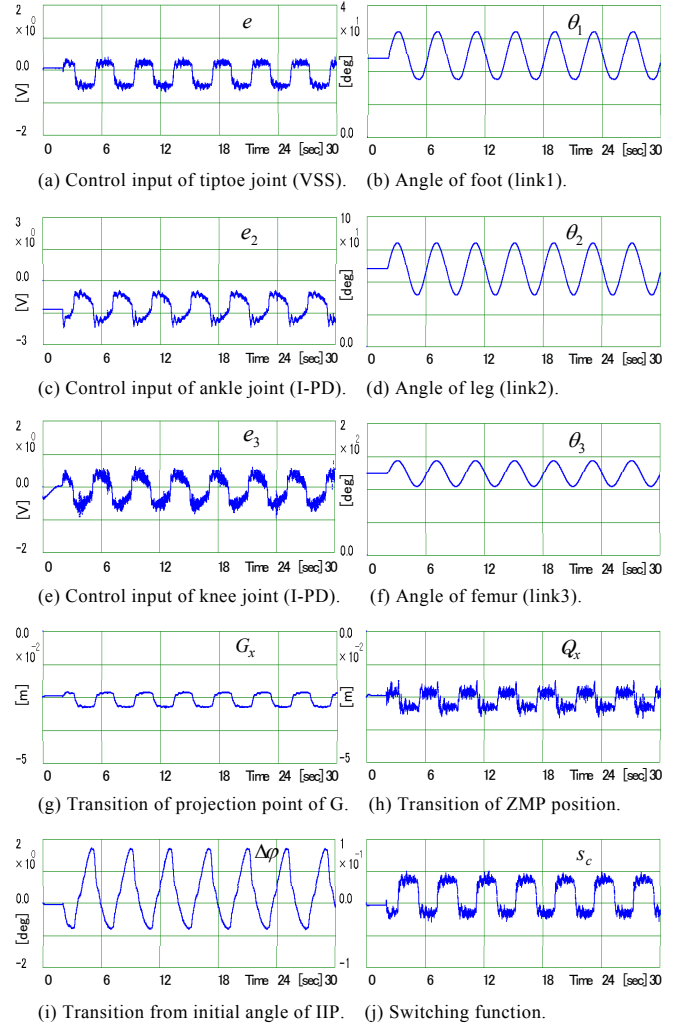 2
× 10⁰
e
0.0
[V]
-2
0 6 12 18 Time 24 [sec] 30
(a) Control input of tiptoe joint (VSS).
4
× 10¹
θ₁
[deg]
0.0
0 6 12 18 Time 24 [sec] 30
(b) Angle of foot (link1).
3
× 10⁰
e₂
0.0
[V]
-3
0 6 12 18 Time 24 [sec] 30
(c) Control input of ankle joint (I-PD).
10
× 10¹
θ₂
[deg]
0.0
0 6 12 18 Time 24 [sec] 30
(d) Angle of leg (link2).
2
× 10⁰
e₃
0.0
[V]
-2
0 6 12 18 Time 24 [sec] 30
(e) Control input of knee joint (I-PD).
2
× 10²
θ₃
[deg]
0.0
0 6 12 18 Time 24 [sec] 30
(f) Angle of femur (link3).
0.0
× 10⁻²
Gₓ
[m]
-5
0 6 12 18 Time 24 [sec] 30
(g) Transition of projection point of G.
0.0
× 10⁻²
Qₓ
[m]
-5
0 6 12 18 Time 24 [sec] 30
(h) Transition of ZMP position.
2
× 10⁰
Δφ
0.0
[deg]
-2
0 6 12 18 Time 24 [sec] 30
(i) Transition from initial angle of IIP.
1
× 10⁻¹
s_c
0.0
-1
0 6 12 18 Time 24 [sec] 30
(j) Switching function.